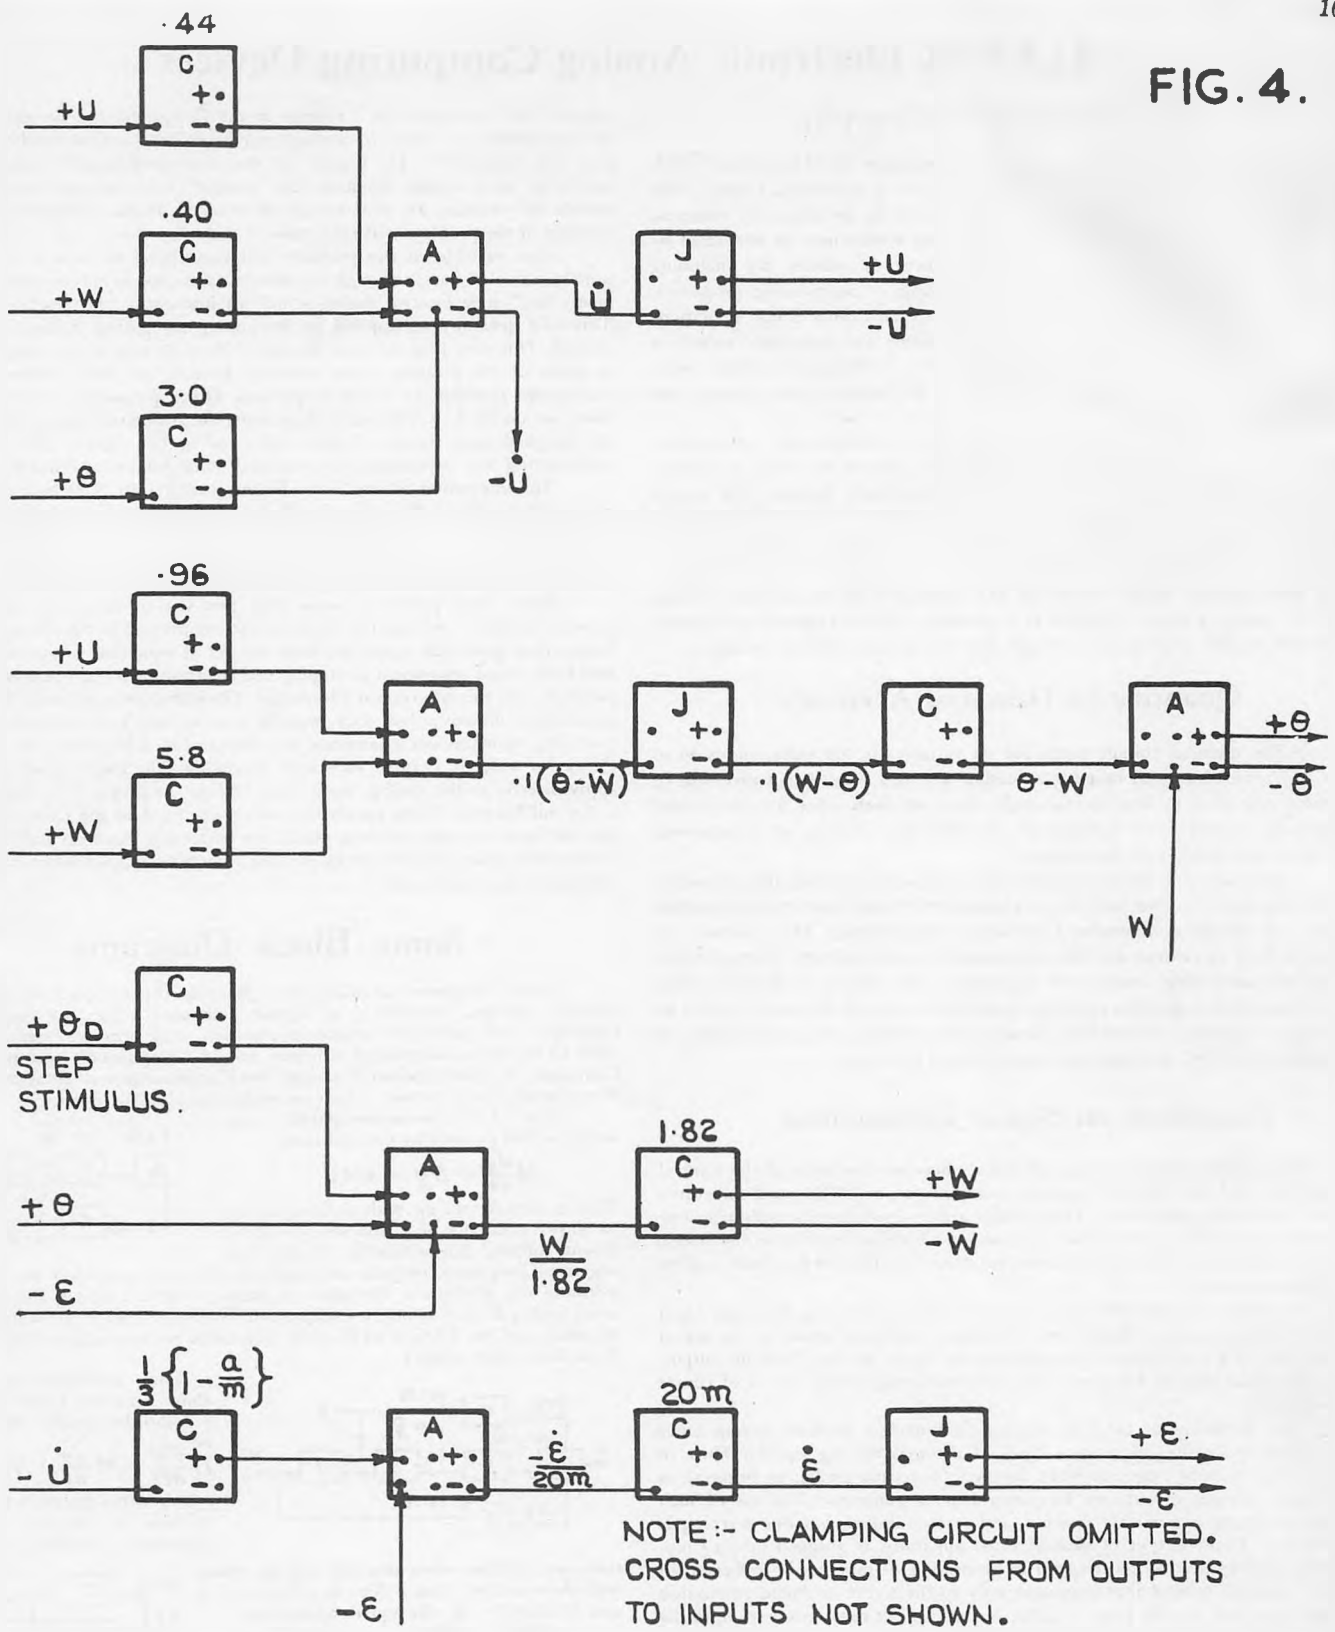 16
FIG. 4.
.44
C
+
-
+U
.40
C
+
-
+W
A
+
-
U̇
J
+
-
+U
-U
3.0
C
+
-
+θ
-U̇
.96
C
+
-
+U
A
+
-
J
+
-
C
+
-
A
+
-
+θ
-θ
5.8
C
+
-
+W
.1(θ̇-Ẇ)
.1(W-θ)
θ-W
W
C
+
-
+ θD
STEP
STIMULUS.
A
+
-
1.82
C
+
-
+W
-W
+ θ
W
1.82
- ε
1/3 {1 - a/m}
C
+
-
- U̇
A
+
-
-ε̇
20m
20m
C
+
-
ε̇
J
+
-
+ε.
-ε
-ε
NOTE:- CLAMPING CIRCUIT OMITTED.
CROSS CONNECTIONS FROM OUTPUTS
TO INPUTS NOT SHOWN.